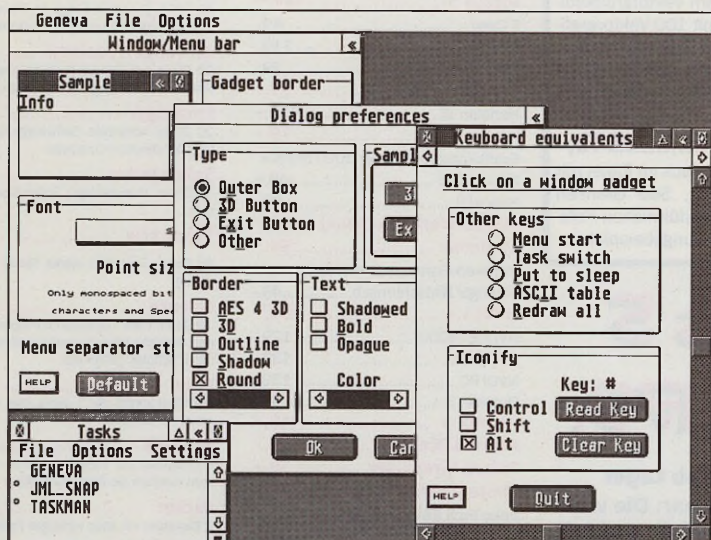 Geneva File Options
Window/Menu bar
Sample
Info
Gadget border
Font
Point siz
Only monospaced bit
characters and Spee
Menu separator st
HELP
Default
Dialog preferences
Type
Outer Box
3D Button
Exit Button
Other
Sampl
3
Ex
Border
AES 4 3D
3D
Outline
Shadow
Round
Text
Shadowed
Bold
Opaque
Color
Ok
Can
Keyboard equivalents
Click on a window gadget
Other keys
Menu start
Task switch
Put to sleep
ASCII table
Redraw all
Iconify
Key: #
Control
Read Key
Shift
Alt
Clear Key
HELP
Quit
Tasks
File Options Settings
GENEVA
JML_SNAP
TASKMAN